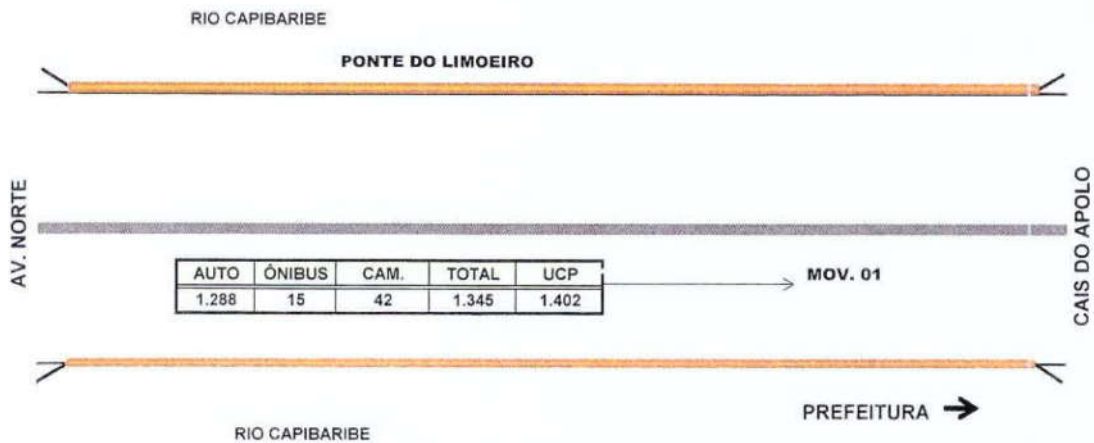 RIO CAPIBARIBE
PONTE DO LIMOEIRO
AV. NORTE
CAIS DO APOLO
AUTO ÔNIBUS CAM. TOTAL UCP
1.288 15 42 1.345 1.402
MOV. 01
PREFEITURA
RIO CAPIBARIBE